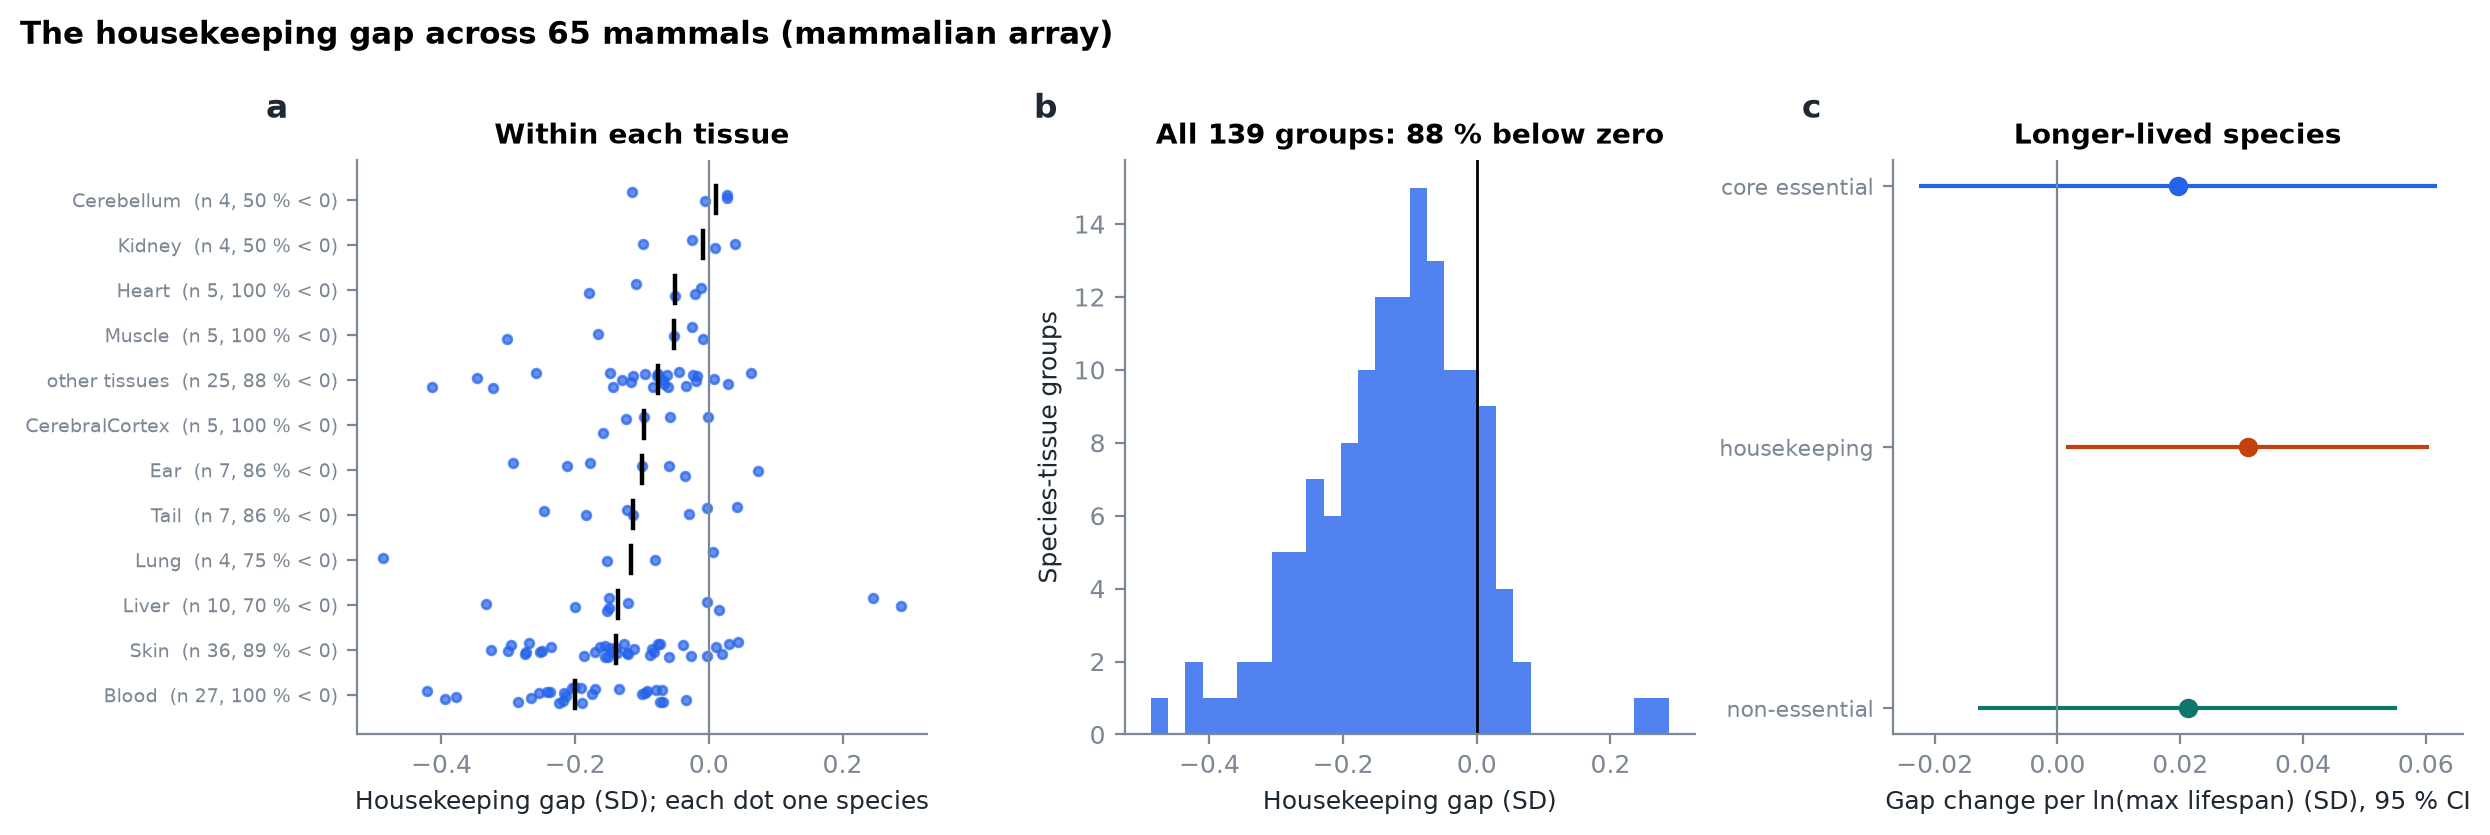 The housekeeping gap across 65 mammals (mammalian array)
a
Within each tissue
Cerebellum (n 4, 50 % < 0)
Kidney (n 4, 50 % < 0)
Heart (n 5, 100 % < 0)
Muscle (n 5, 100 % < 0)
other tissues (n 25, 88 % < 0)
CerebralCortex (n 5, 100 % < 0)
Ear (n 7, 86 % < 0)
Tail (n 7, 86 % < 0)
Lung (n 4, 75 % < 0)
Liver (n 10, 70 % < 0)
Skin (n 36, 89 % < 0)
Blood (n 27, 100 % < 0)
−0.4 −0.2 0.0 0.2
Housekeeping gap (SD); each dot one species
b
All 139 groups: 88 % below zero
Species-tissue groups
14
12
10
8
6
4
2
0
−0.4 −0.2 0.0 0.2
Housekeeping gap (SD)
c
Longer-lived species
core essential
housekeeping
non-essential
−0.02 0.00 0.02 0.04 0.06
Gap change per ln(max lifespan) (SD), 95 % CI